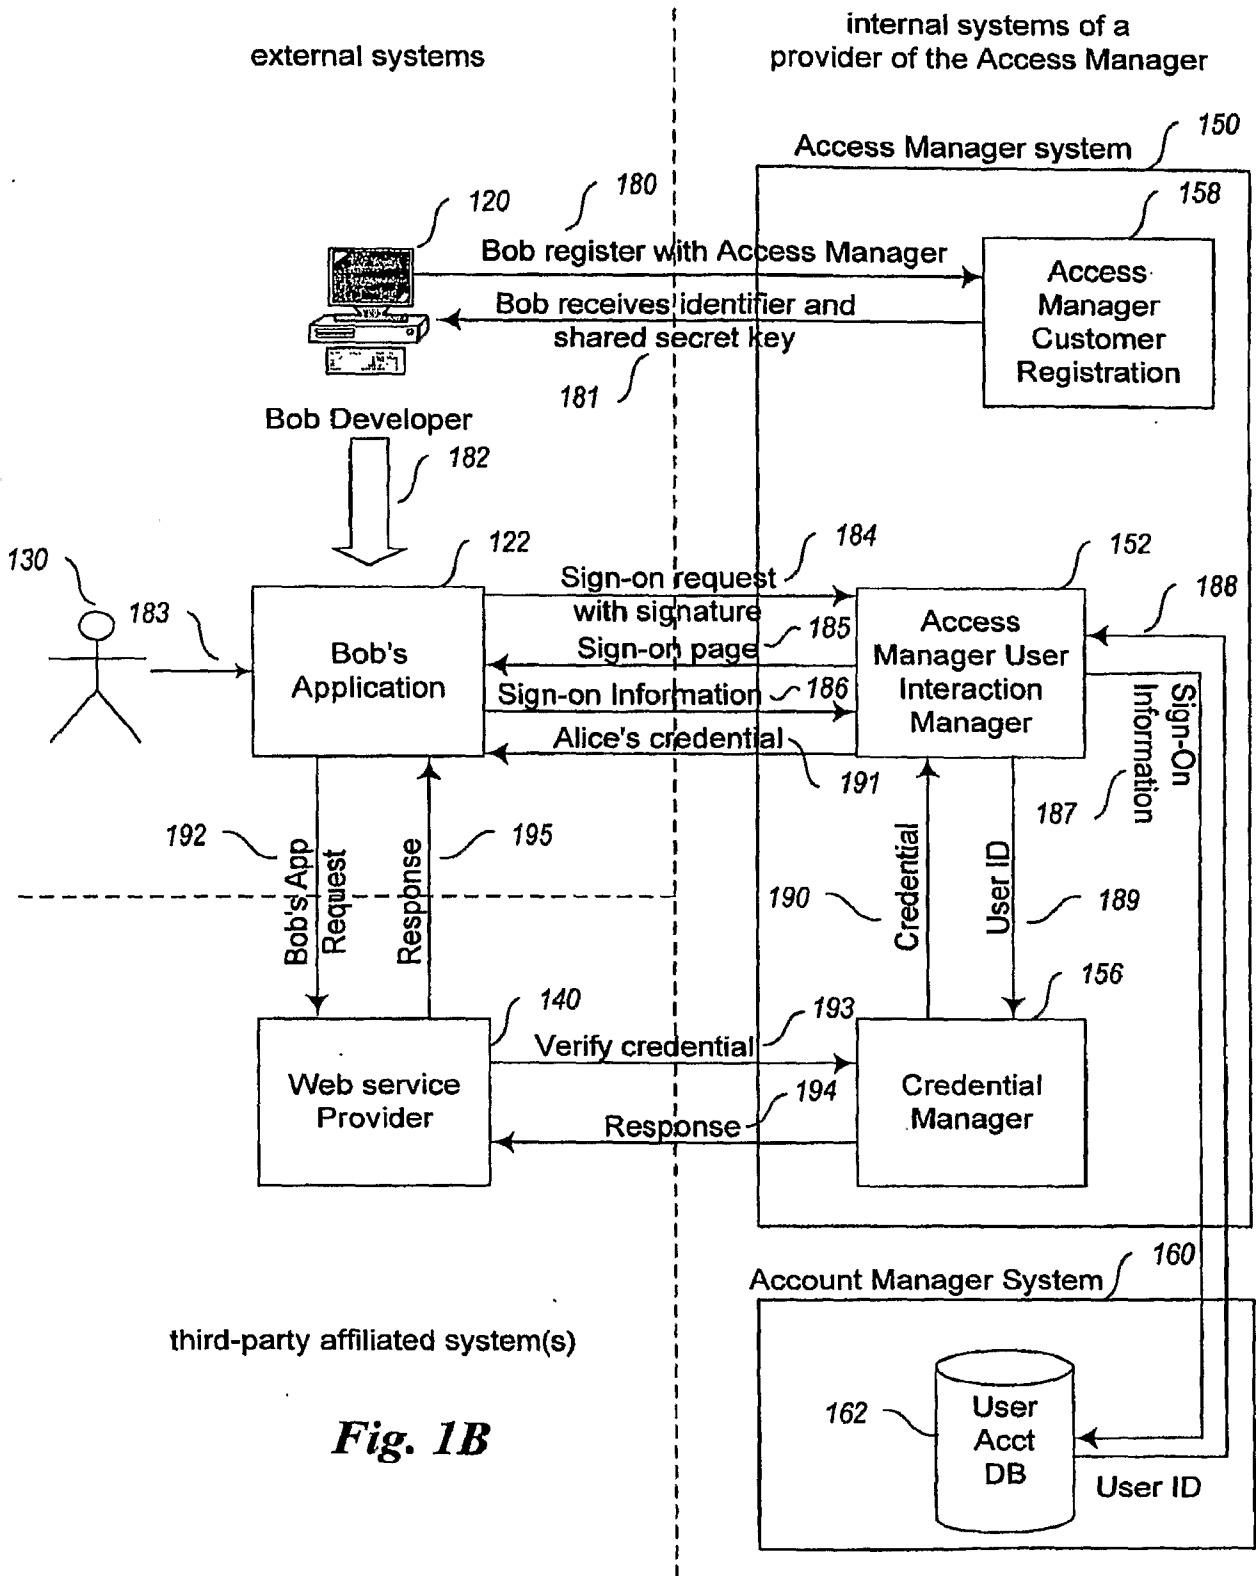 external systems
internal systems of a
provider of the Access Manager
Access Manager system
150
120
180
158
Bob register with Access Manager
Bob receives identifier and
shared secret key
181
Access
Manager
Customer
Registration
Bob Developer
182
130
183
122
184
152
188
Sign-on request
with signature
185
Sign-on page
Sign-on Information
186
Alice's credential
191
Bob's
Application
Access
Manager User
Interaction
Manager
Sign-On
Information
187
192
Bob's App
Request
Response
195
190
Credential
User ID
189
156
140
193
Verify credential
194
Response
Web service
Provider
Credential
Manager
160
Account Manager System
third-party affiliated system(s)
162
User
Acct
DB
User ID
Fig. 1B